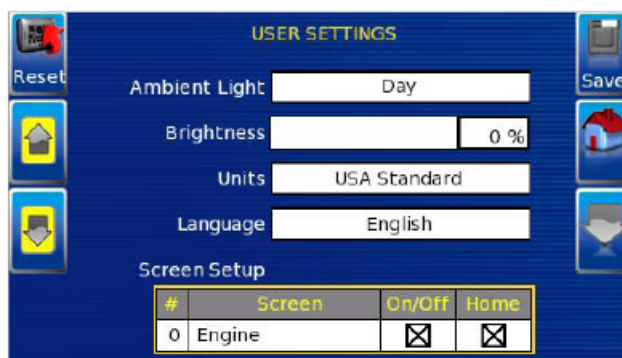 USER SETTINGS
Reset
Save
Ambient Light Day
Brightness 0 %
Units USA Standard
Language English
Screen Setup
# Screen On/Off Home
0 Engine